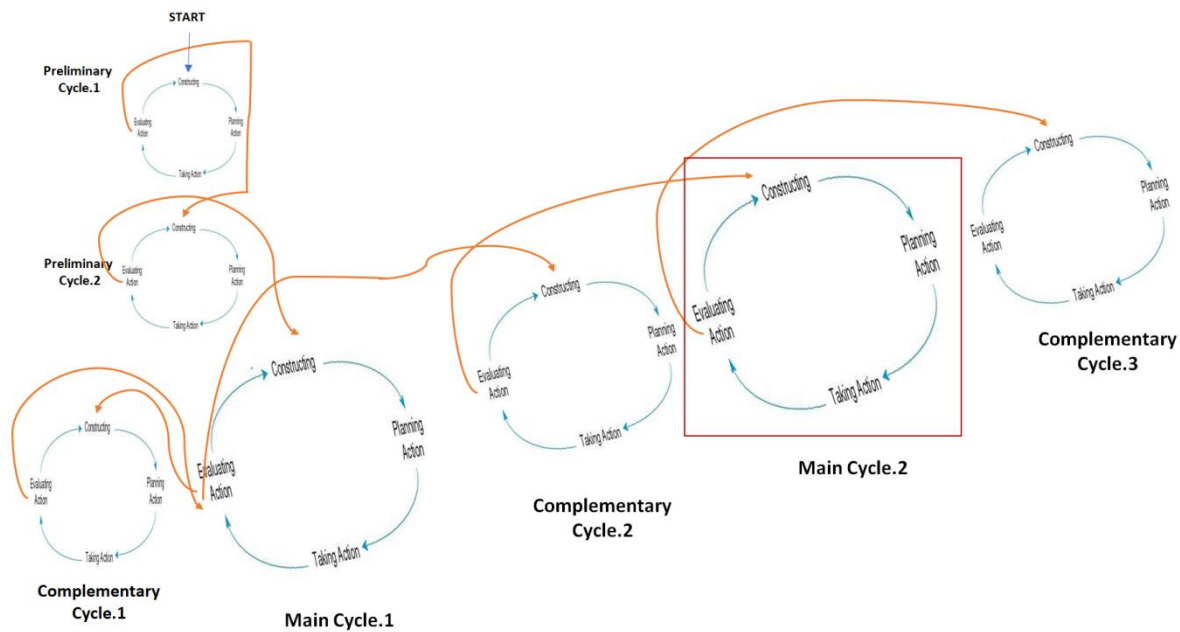 START
Preliminary
Cycle.1
Constructing
Planning
Action
Taking Action
Evaluating
Action
Preliminary
Cycle.2
Constructing
Planning
Action
Taking Action
Evaluating
Action
Complementary
Cycle.1
Constructing
Planning
Action
Taking Action
Evaluating
Action
Main Cycle.1
Constructing
Planning
Action
Taking Action
Evaluating
Action
Complementary
Cycle.2
Constructing
Planning
Action
Taking Action
Evaluating
Action
Main Cycle.2
Constructing
Planning
Action
Taking Action
Evaluating
Action
Complementary
Cycle.3
Constructing
Planning
Action
Taking Action
Evaluating
Action